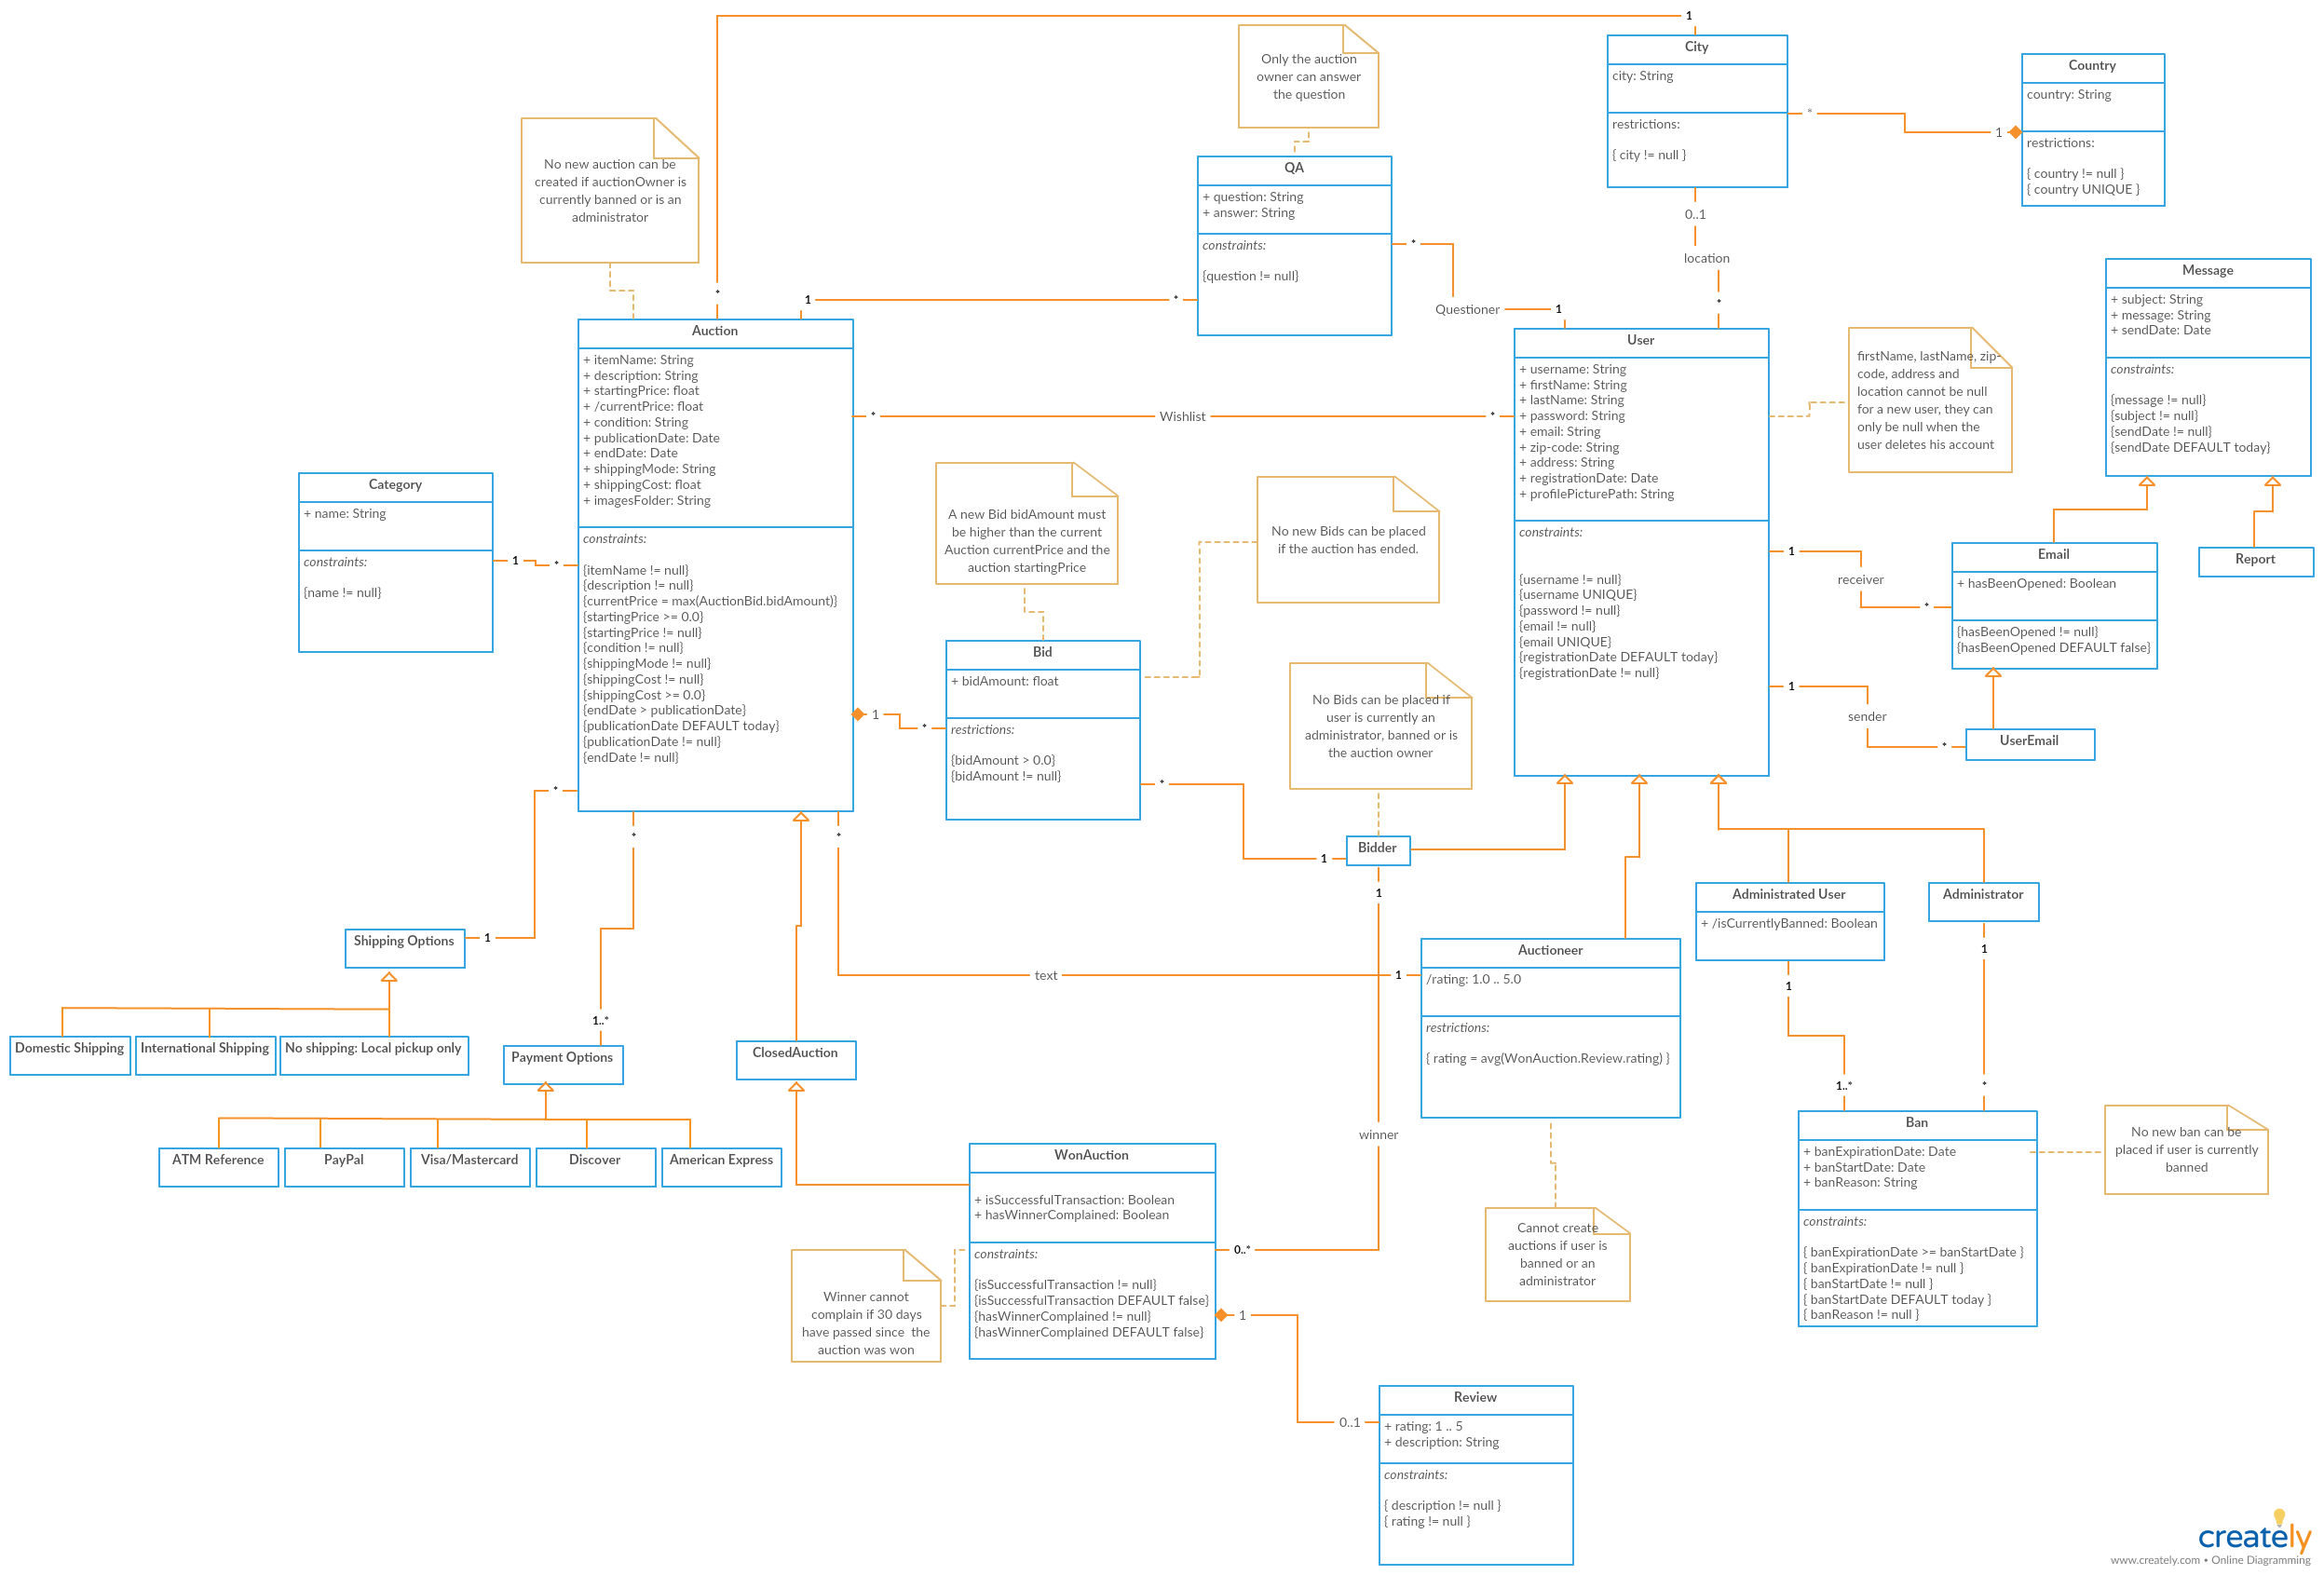 1
City
city: String
restrictions:
{ city != null }
*
1
Country
country: String
restrictions:
{ country != null }
{ country UNIQUE }
Only the auction
owner can answer
the question
No new auction can be
created if auctionOwner is
currently banned or is an
administrator
QA
+ question: String
+ answer: String
constraints:
{question != null}
*
Questioner
1
0..1
location
*
*
1
*
Message
+ subject: String
+ message: String
+ sendDate: Date
constraints:
{message != null}
{subject != null}
{sendDate != null}
{sendDate DEFAULT today}
Auction
+ itemName: String
+ description: String
+ startingPrice: float
+ /currentPrice: float
+ condition: String
+ publicationDate: Date
+ endDate: Date
+ shippingMode: String
+ shippingCost: float
+ imagesFolder: String
constraints:
{itemName != null}
{description != null}
{currentPrice = max(AuctionBid.bidAmount)}
{startingPrice >= 0.0}
{startingPrice != null}
{condition != null}
{shippingMode != null}
{shippingCost != null}
{shippingCost >= 0.0}
{endDate > publicationDate}
{publicationDate DEFAULT today}
{publicationDate != null}
{endDate != null}
*
Wishlist
*
User
+ username: String
+ firstName: String
+ lastName: String
+ password: String
+ email: String
+ zip-code: String
+ address: String
+ registrationDate: Date
+ profilePicturePath: String
constraints:
{username != null}
{username UNIQUE}
{password != null}
{email != null}
{email UNIQUE}
{registrationDate DEFAULT today}
{registrationDate != null}
firstName, lastName, zip-
code, address and
location cannot be null
for a new user, they can
only be null when the
user deletes his account
Category
+ name: String
constraints:
{name != null}
1
*
A new Bid bidAmount must
be higher than the current
Auction currentPrice and the
auction startingPrice
No new Bids can be placed
if the auction has ended.
Bid
+ bidAmount: float
restrictions:
{bidAmount > 0.0}
{bidAmount != null}
1
*
*
1
No Bids can be placed if
user is currently an
administrator, banned or is
the auction owner
Bidder
1
1
receiver
*
Email
+ hasBeenOpened: Boolean
{hasBeenOpened != null}
{hasBeenOpened DEFAULT false}
Report
1
sender
*
UserEmail
*
*
*
Shipping Options
1
Domestic Shipping
International Shipping
No shipping: Local pickup only
1..*
Payment Options
ATM Reference
PayPal
Visa/Mastercard
Discover
American Express
ClosedAuction
text
1
Auctioneer
/rating: 1.0 .. 5.0
restrictions:
{ rating = avg(WonAuction.Review.rating) }
Administrated User
+ /isCurrentlyBanned: Boolean
Administrator
1
1
1..*
*
winner
Ban
+ banExpirationDate: Date
+ banStartDate: Date
+ banReason: String
constraints:
{ banExpirationDate >= banStartDate }
{ banExpirationDate != null }
{ banStartDate != null }
{ banStartDate DEFAULT today }
{ banReason != null }
No new ban can be
placed if user is currently
banned
WonAuction
+ isSuccessfulTransaction: Boolean
+ hasWinnerComplained: Boolean
constraints:
{isSuccessfulTransaction != null}
{isSuccessfulTransaction DEFAULT false}
{hasWinnerComplained != null}
{hasWinnerComplained DEFAULT false}
0..*
1
Winner cannot
complain if 30 days
have passed since the
auction was won
Cannot create
auctions if user is
banned or an
administrator
0..1
Review
+ rating: 1 .. 5
+ description: String
constraints:
{ description != null }
{ rating != null }
creately
www.creately.com • Online Diagramming